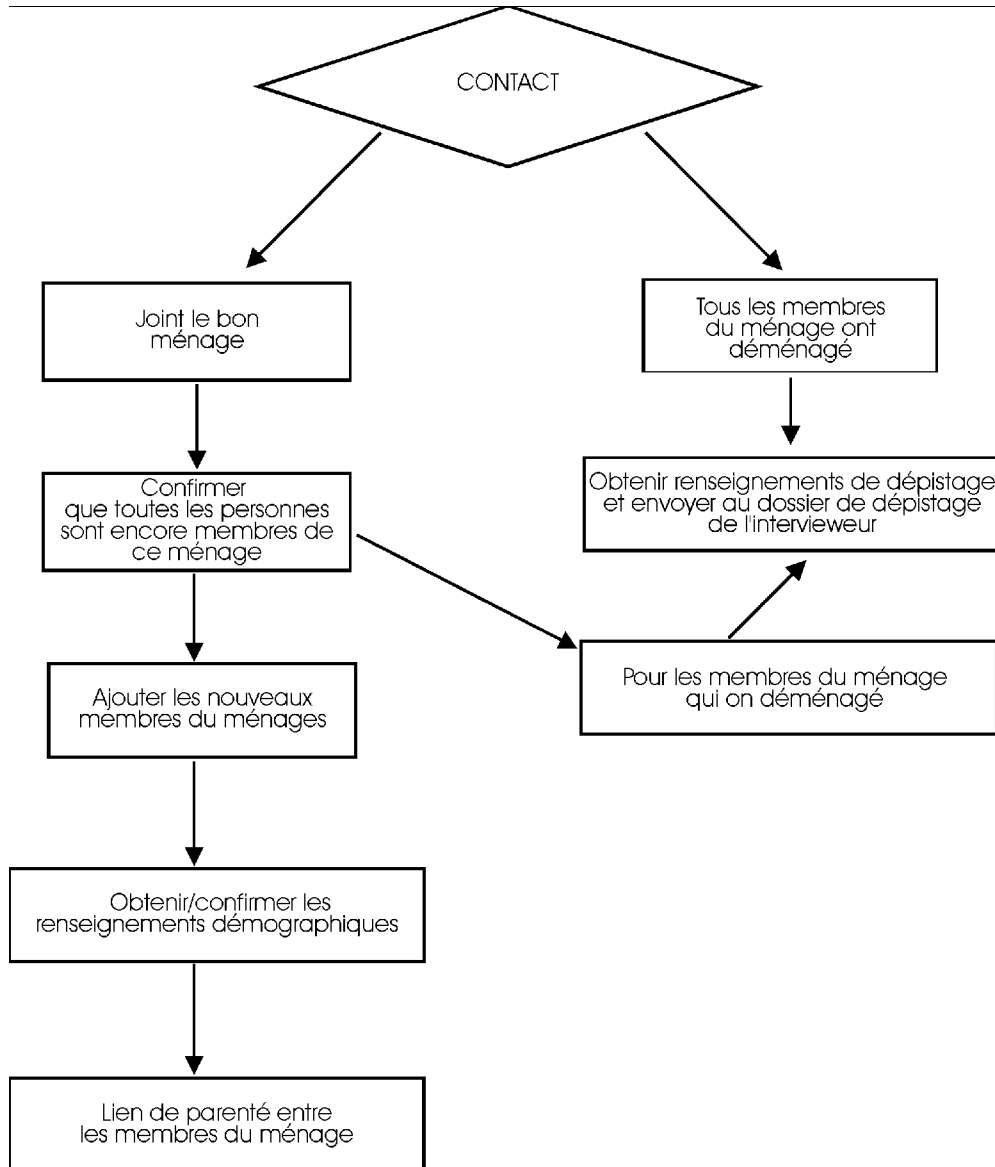 CONTACT
Joint le bon
ménage
Tous les membres
du ménage ont
déménagé
Confirmer
que toutes les personnes
sont encore membres de
ce ménage
Obtenir renseignements de dépistage
et envoyer au dossier de dépistage
de l'intervieweur
Ajouter les nouveaux
membres du ménages
Pour les membres du ménage
qui on déménagé
Obtenir/confirmer les
renseignements démographiques
Lien de parenté entre
les membres du ménage